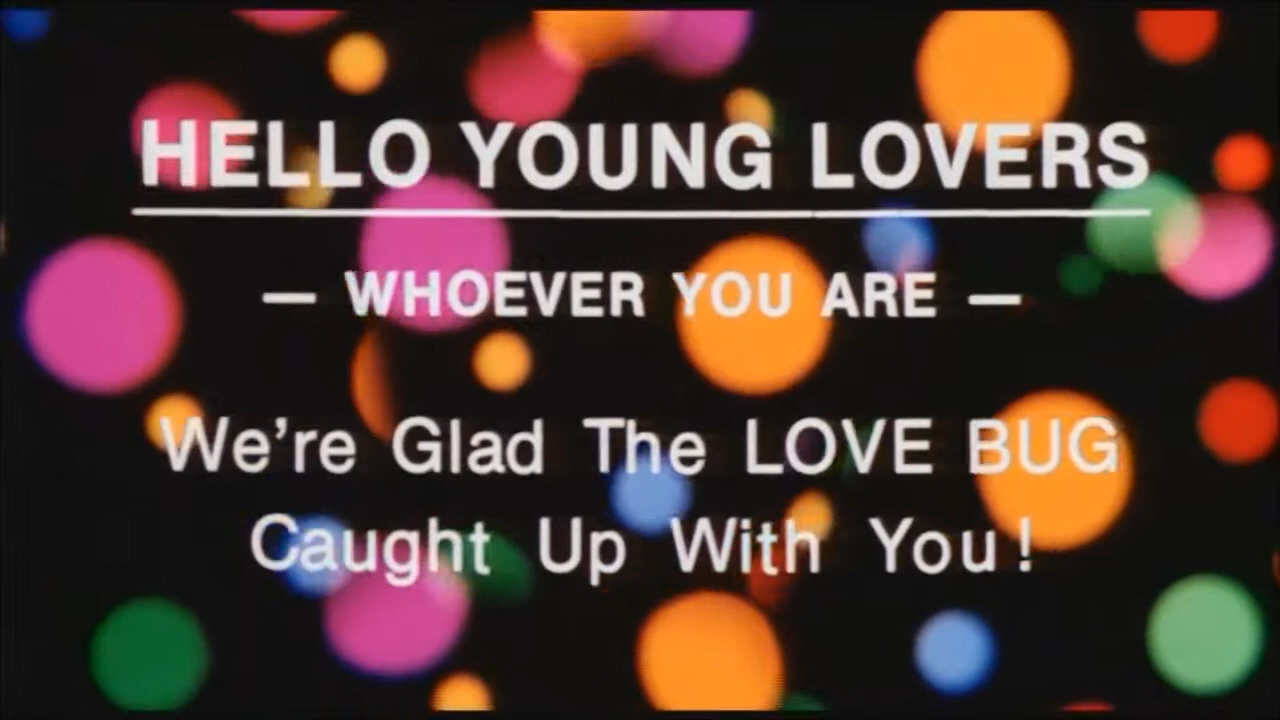 HELLO YOUNG LOVERS
— WHOEVER YOU ARE —
We're Glad The LOVE BUG
Caught Up With You!